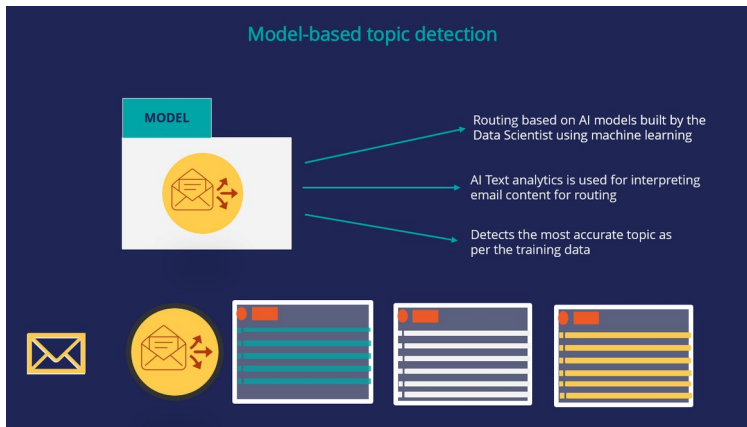 Model-based topic detection
MODEL
Routing based on AI models built by the
Data Scientist using machine learning
AI Text analytics is used for interpreting
email content for routing
Detects the most accurate topic as
per the training data